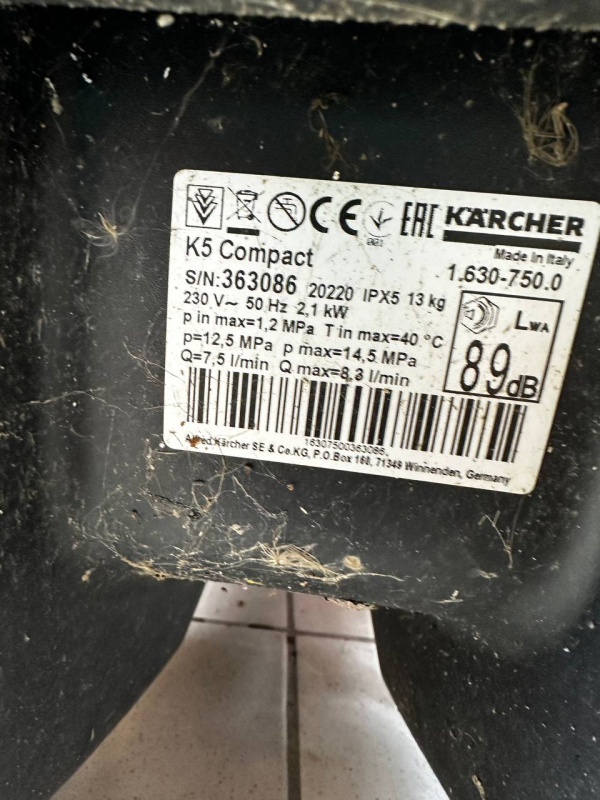 CE EAC KÄRCHER
001
Made in Italy
K5 Compact
1.630-750.0
S/N:363086 20220 IPX5 13 kg
230 V~ 50 Hz 2,1 kW
p in max=1,2 MPa T in max=40 °C
p=12,5 MPa p max=14,5 MPa
Q=7,5 l/min Q max=8,3 l/min
LWA
89dB
16307500363086
Alfred Kärcher SE & Co.KG, P.O.Box 160, 71349 Winnenden, Germany